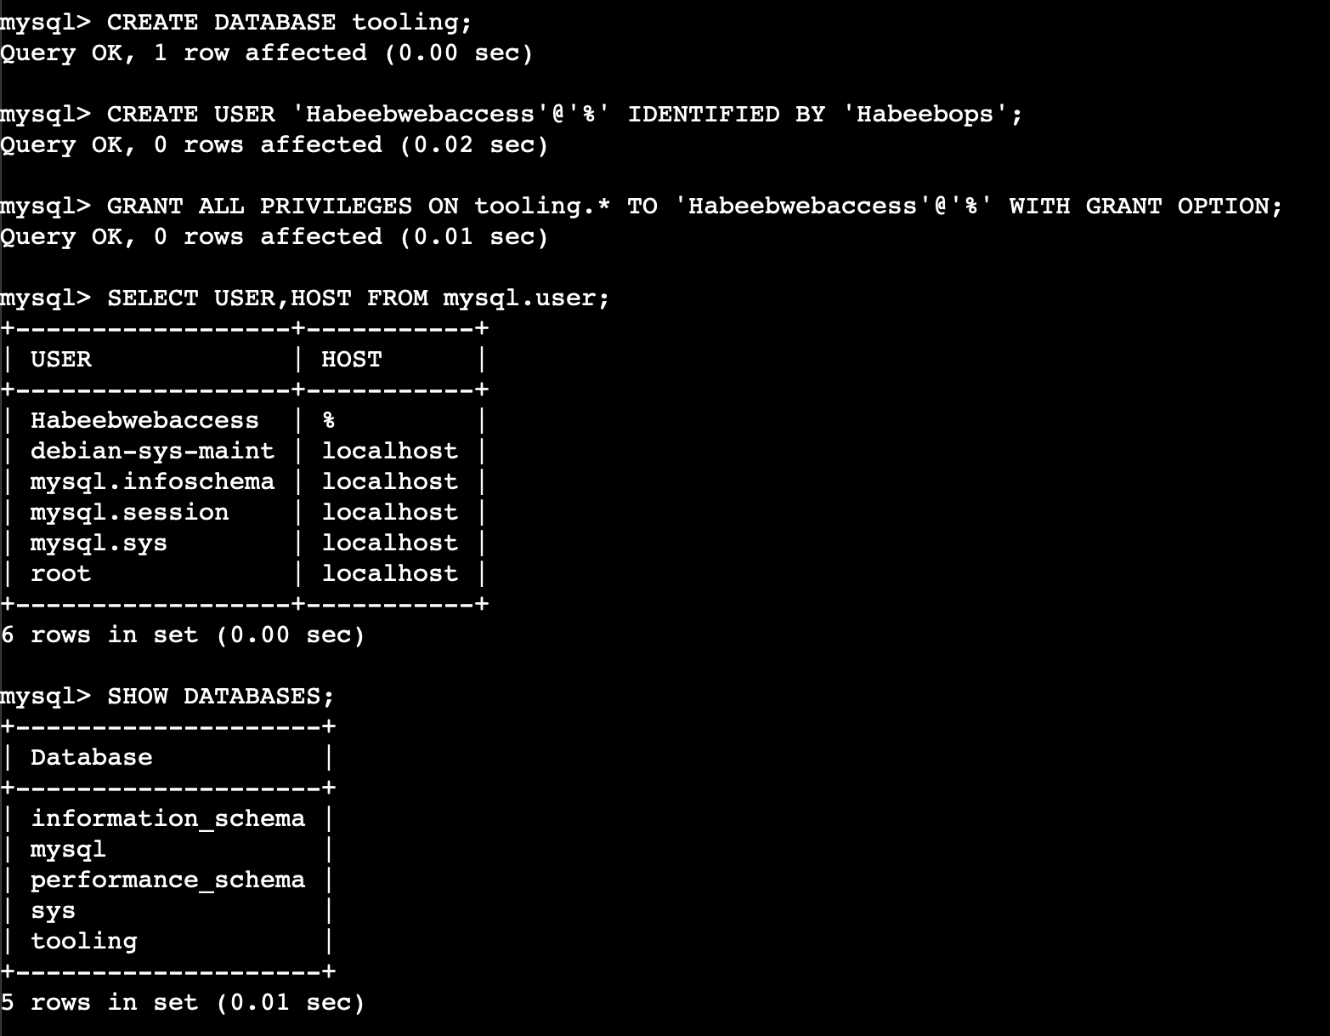 mysql> CREATE DATABASE tooling;
Query OK, 1 row affected (0.00 sec)
mysql> CREATE USER 'Habeebwebaccess'@'%' IDENTIFIED BY 'Habeebops';
Query OK, 0 rows affected (0.02 sec)
mysql> GRANT ALL PRIVILEGES ON tooling.* TO 'Habeebwebaccess'@'%' WITH GRANT OPTION;
Query OK, 0 rows affected (0.01 sec)
mysql> SELECT USER,HOST FROM mysql.user;
+------------------+-----------+
| USER             | HOST      |
+------------------+-----------+
| Habeebwebaccess  | %         |
| debian-sys-maint | localhost |
| mysql.infoschema | localhost |
| mysql.session    | localhost |
| mysql.sys        | localhost |
| root             | localhost |
+------------------+-----------+
6 rows in set (0.00 sec)
mysql> SHOW DATABASES;
+--------------------+
| Database           |
+--------------------+
| information_schema |
| mysql              |
| performance_schema |
| sys                |
| tooling            |
+--------------------+
5 rows in set (0.01 sec)